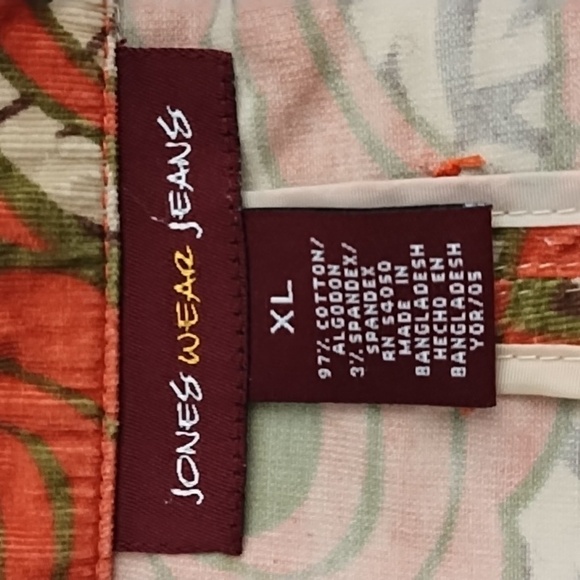 JONES WEAR JEANS
XL
97% COTTON/
ALGODON
3% SPANDEX/
SPANDEX
RN 54050
MADE IN
BANGLADESH
HECHO EN
BANGLADESH
YOR/05